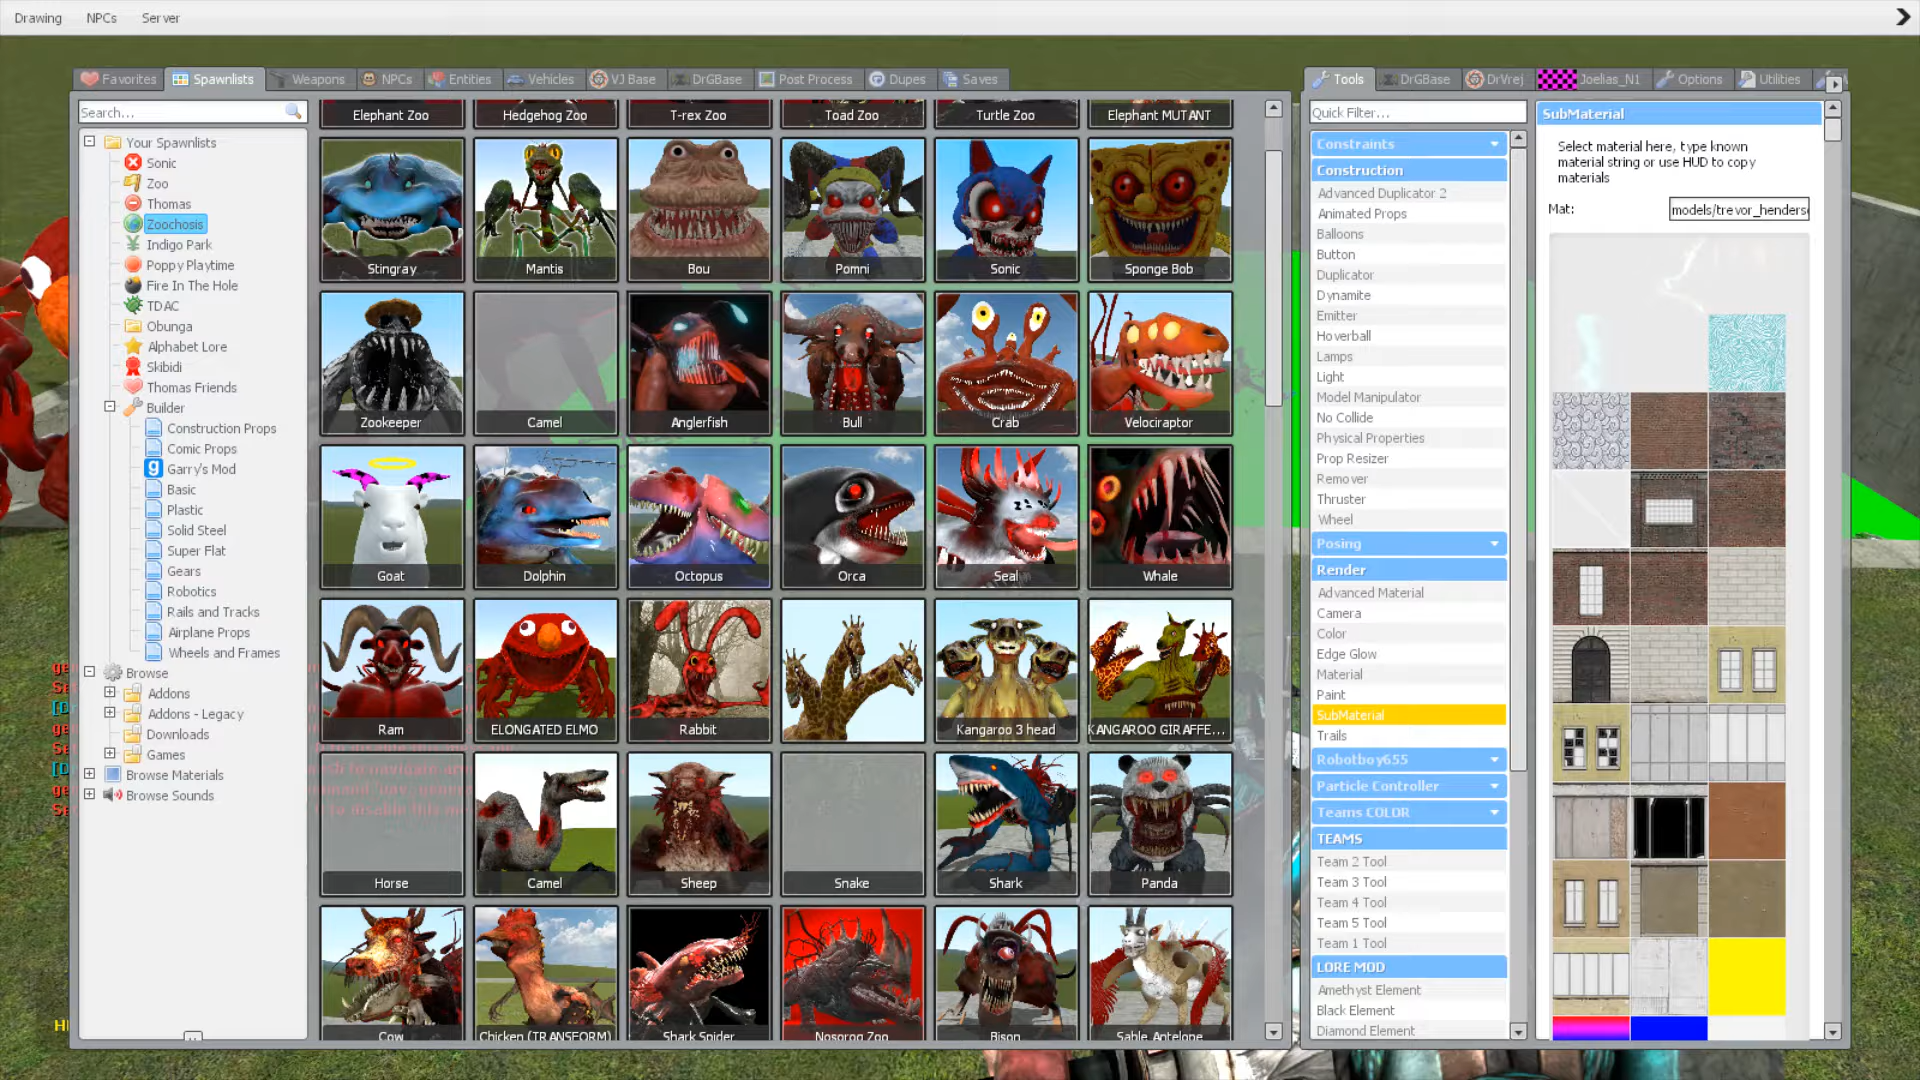 Drawing NPCs Server
Favorites Spawnlists Weapons NPCs Entities Vehicles VJ Base DrGBase Post Process Dupes Saves
Search...
Your Spawnlists
Sonic
Zoo
Thomas
Zoochosis
Indigo Park
Poppy Playtime
Fire In The Hole
TDAC
Obunga
Alphabet Lore
Skibidi
Thomas Friends
Builder
Construction Props
Comic Props
Garry's Mod
Basic
Plastic
Solid Steel
Super Flat
Gears
Robotics
Rails and Tracks
Airplane Props
Wheels and Frames
Browse
Addons
Addons - Legacy
Downloads
Games
Browse Materials
Browse Sounds
Elephant Zoo Hedgehog Zoo T-rex Zoo Toad Zoo Turtle Zoo Elephant MUTANT
Stingray Mantis Bou Pomni Sonic Sponge Bob
Zookeeper Camel Anglerfish Bull Crab Velociraptor
Goat Dolphin Octopus Orca Seal Whale
Ram ELONGATED ELMO Rabbit Kangaroo 3 head KANGAROO GIRAFFE...
Horse Camel Sheep Snake Shark Panda
Cow Chicken (TRANSFORM) Shark Spider Nosorog Zoo Bison Sable Antelope
Tools DrGBase DrVrej Joelias_N1 Options Utilities
Quick Filter...
Constraints
Construction
Advanced Duplicator 2
Animated Props
Balloons
Button
Duplicator
Dynamite
Emitter
Hoverball
Lamps
Light
Model Manipulator
No Collide
Physical Properties
Prop Resizer
Remover
Thruster
Wheel
Posing
Render
Advanced Material
Camera
Color
Edge Glow
Material
Paint
SubMaterial
Trails
Robotboy655
Particle Controller
Teams COLOR
TEAMS
Team 2 Tool
Team 3 Tool
Team 4 Tool
Team 5 Tool
Team 1 Tool
LORE MOD
Amethyst Element
Black Element
Diamond Element
SubMaterial
Select material here, type known
material string or use HUD to copy
materials
Mat: models/trevor_henders